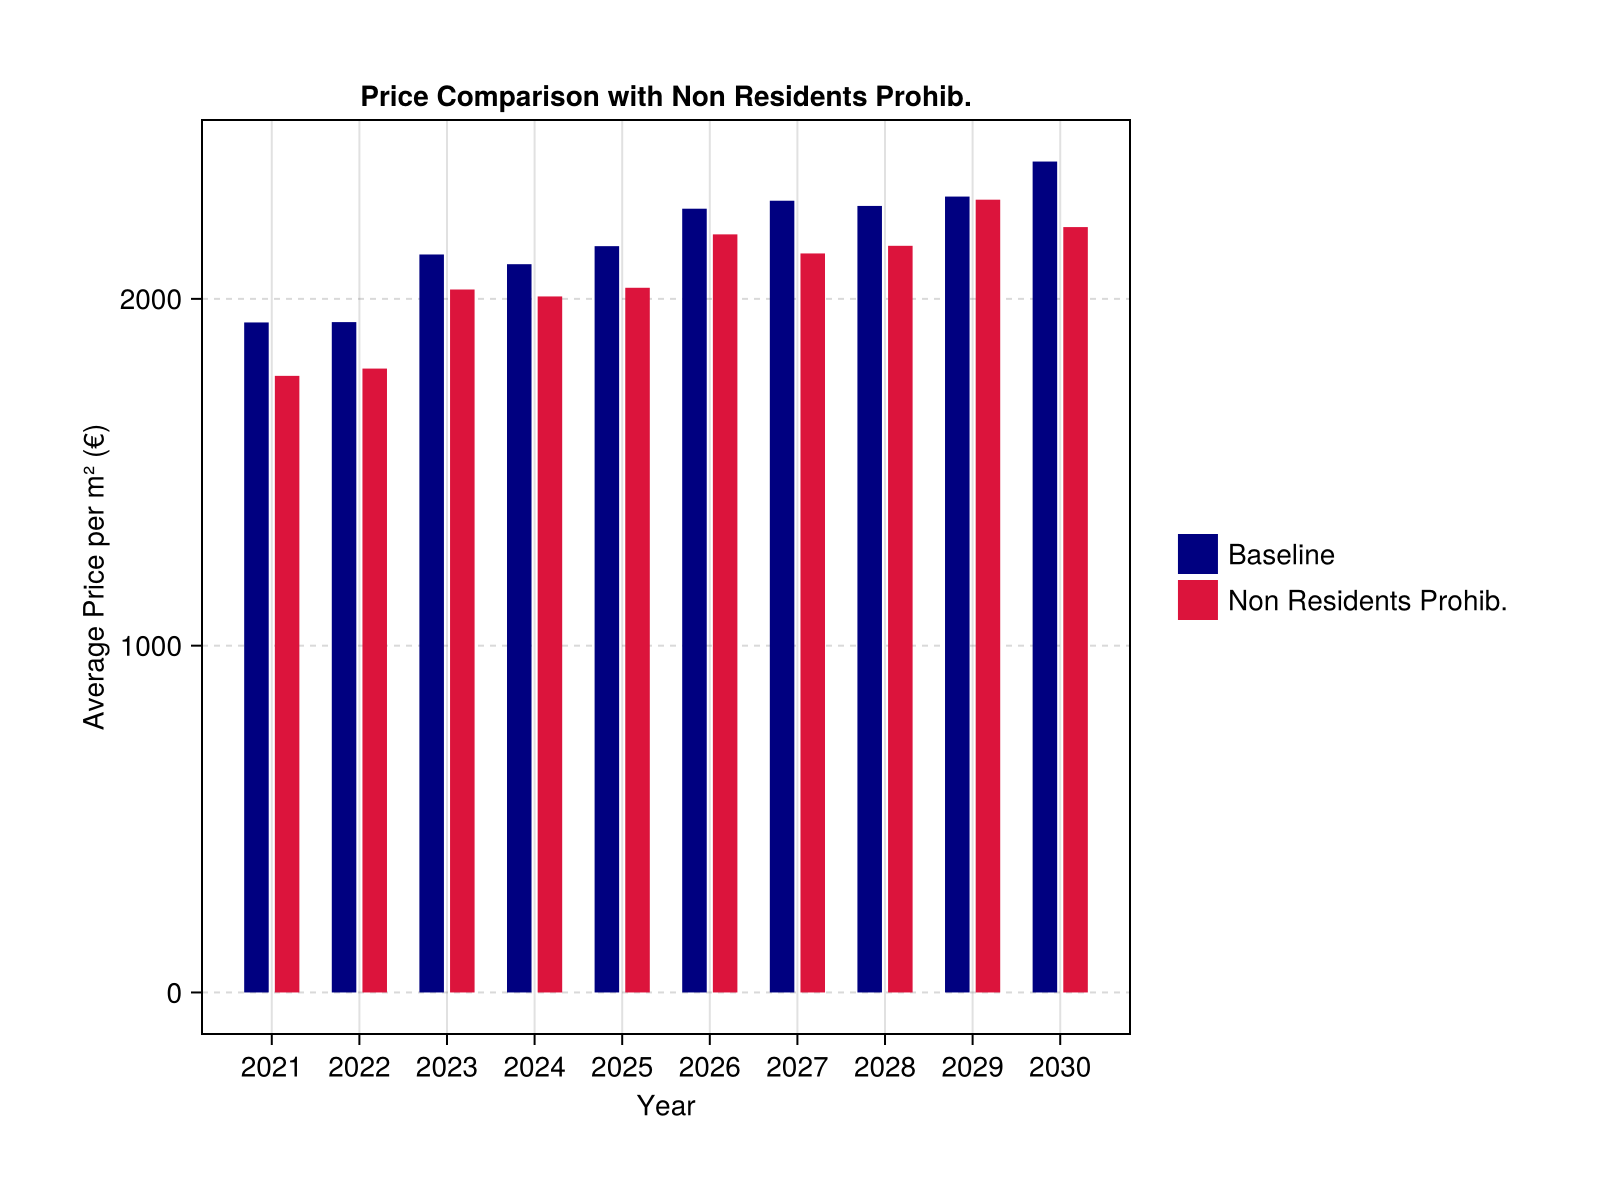 Price Comparison with Non Residents Prohib.
Average Price per m² (€)
2000
1000
0
2021 2022 2023 2024 2025 2026 2027 2028 2029 2030
Year
Baseline
Non Residents Prohib.